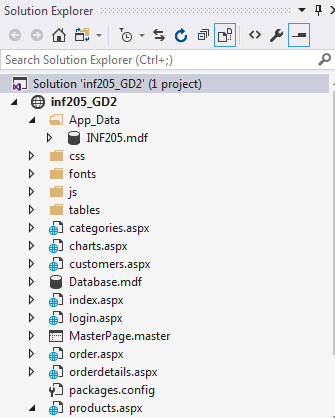 Solution Explorer
Search Solution Explorer (Ctrl+;)
Solution 'inf205_GD2' (1 project)
inf205_GD2
App_Data
INF205.mdf
css
fonts
js
tables
categories.aspx
charts.aspx
customers.aspx
Database.mdf
index.aspx
login.aspx
MasterPage.master
order.aspx
orderdetails.aspx
packages.config
products.aspx